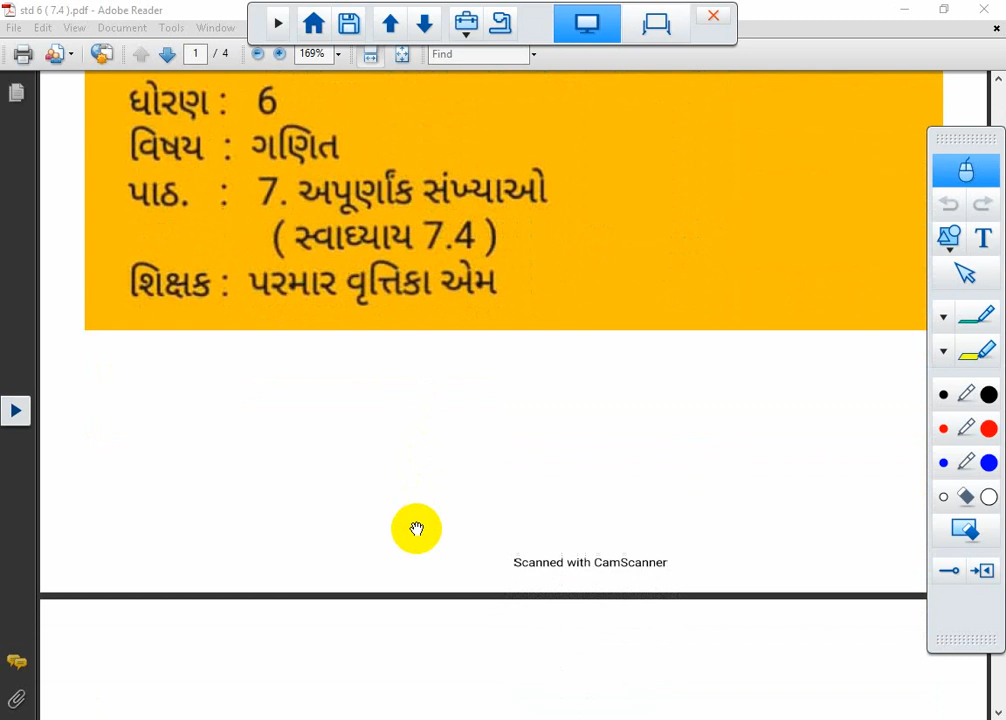 std 6 ( 7.4 ).pdf - Adobe Reader
File Edit View Document Tools Window
1 / 4 169% Find
ધોરણ : 6
વિષય : ગણિત
પાઠ. : 7. અપૂર્ણાંક સંખ્યાઓ
( સ્વાધ્યાય 7.4 )
શિક્ષક : પરમાર વૃત્તિકા એમ
Scanned with CamScanner
T